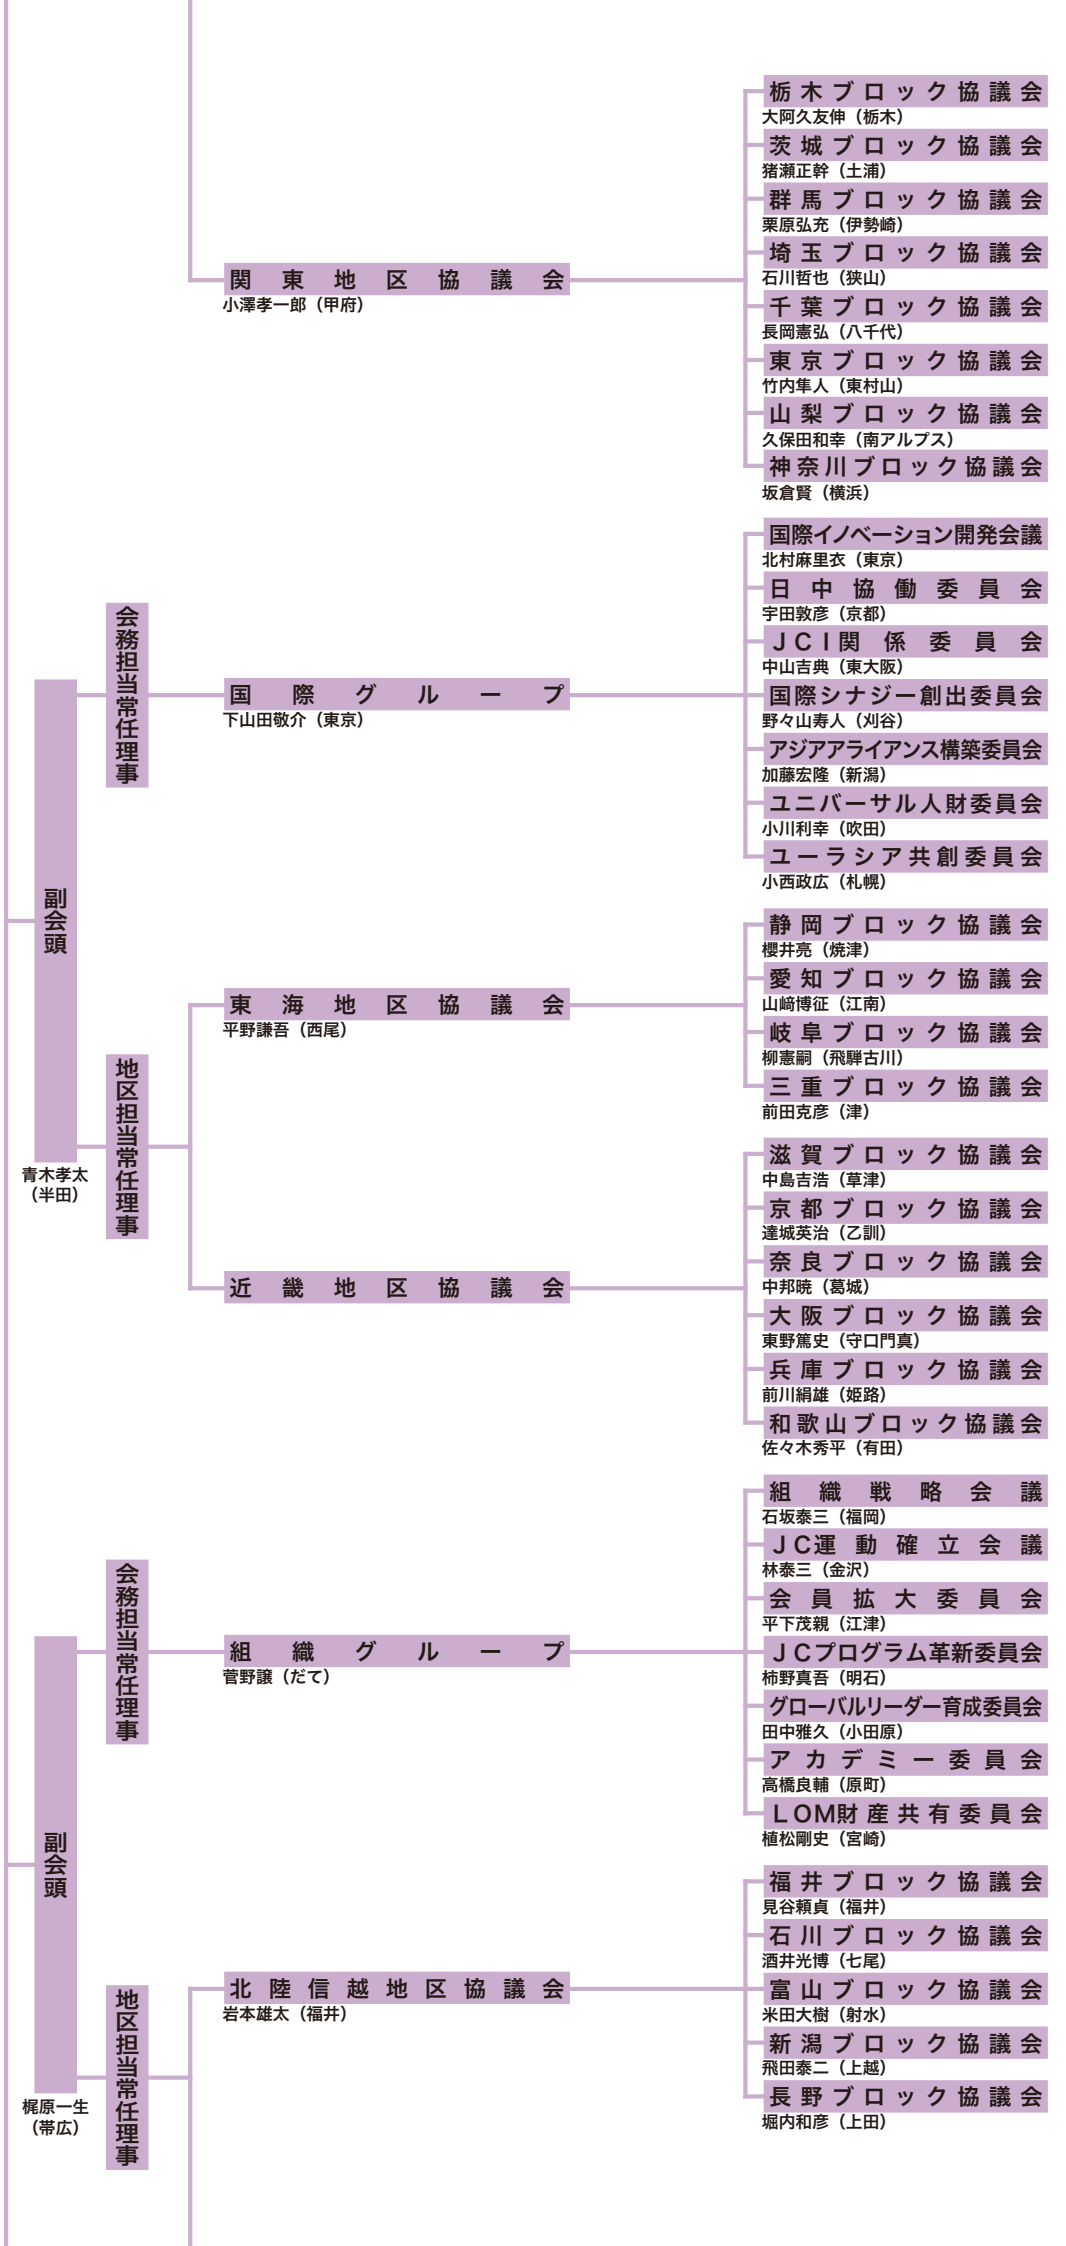 栃木ブロック協議会
大阿久友伸（栃木）
茨城ブロック協議会
猪瀬正幹（土浦）
群馬ブロック協議会
栗原弘充（伊勢崎）
埼玉ブロック協議会
石川哲也（狭山）
関東地区協議会
小澤孝一郎（甲府）
千葉ブロック協議会
長岡憲弘（八千代）
東京ブロック協議会
竹内隼人（東村山）
山梨ブロック協議会
久保田和幸（南アルプス）
神奈川ブロック協議会
坂倉賢（横浜）
副会頭
青木孝太
（半田）
会務担当常任理事
国際グループ
下山田敬介（東京）
国際イノベーション開発会議
北村麻里衣（東京）
日中協働委員会
宇田敦彦（京都）
JCI関係委員会
中山吉典（東大阪）
国際シナジー創出委員会
野々山寿人（刈谷）
アジアアライアンス構築委員会
加藤宏隆（新潟）
ユニバーサル人財委員会
小川利幸（吹田）
ユーラシア共創委員会
小西政広（札幌）
地区担当常任理事
東海地区協議会
平野謙吾（西尾）
静岡ブロック協議会
櫻井亮（焼津）
愛知ブロック協議会
山﨑博征（江南）
岐阜ブロック協議会
柳憲嗣（飛騨古川）
三重ブロック協議会
前田克彦（津）
近畿地区協議会
滋賀ブロック協議会
中島吉浩（草津）
京都ブロック協議会
達城英治（乙訓）
奈良ブロック協議会
中邦暁（葛城）
大阪ブロック協議会
東野篤史（守口門真）
兵庫ブロック協議会
前川絹雄（姫路）
和歌山ブロック協議会
佐々木秀平（有田）
副会頭
梶原一生
（帯広）
会務担当常任理事
組織グループ
菅野譲（だて）
組織戦略会議
石坂泰三（福岡）
JC運動確立会議
林泰三（金沢）
会員拡大委員会
平下茂親（江津）
JCプログラム革新委員会
柿野真吾（明石）
グローバルリーダー育成委員会
田中雅久（小田原）
アカデミー委員会
高橋良輔（原町）
LOM財産共有委員会
植松剛史（宮崎）
地区担当常任理事
北陸信越地区協議会
岩本雄太（福井）
福井ブロック協議会
見谷頼貞（福井）
石川ブロック協議会
酒井光博（七尾）
富山ブロック協議会
米田大樹（射水）
新潟ブロック協議会
飛田泰二（上越）
長野ブロック協議会
堀内和彦（上田）